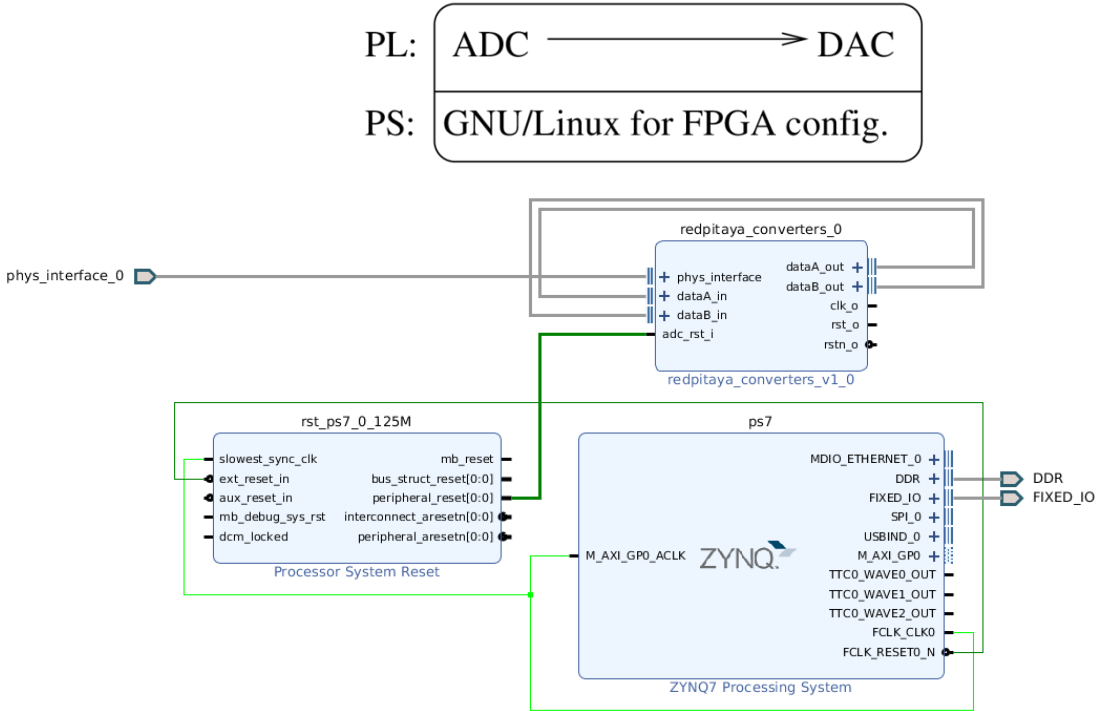 PL: ADC DAC
PS: GNU/Linux for FPGA config.
redpitaya_converters_0
phys_interface_0
phys_interface
dataA_in
dataB_in
adc_rst_i
dataA_out
dataB_out
clk_o
rst_o
rstn_o
redpitaya_converters_v1_0
rst_ps7_0_125M
slowest_sync_clk
ext_reset_in
aux_reset_in
mb_debug_sys_rst
dcm_locked
mb_reset
bus_struct_reset[0:0]
peripheral_reset[0:0]
interconnect_aresetn[0:0]
peripheral_aresetn[0:0]
Processor System Reset
ps7
M_AXI_GP0_ACLK
ZYNQ.
MDIO_ETHERNET_0
DDR
FIXED_IO
SPI_0
USBIND_0
M_AXI_GP0
TTC0_WAVE0_OUT
TTC0_WAVE1_OUT
TTC0_WAVE2_OUT
FCLK_CLK0
FCLK_RESET0_N
ZYNQ7 Processing System
DDR
FIXED_IO